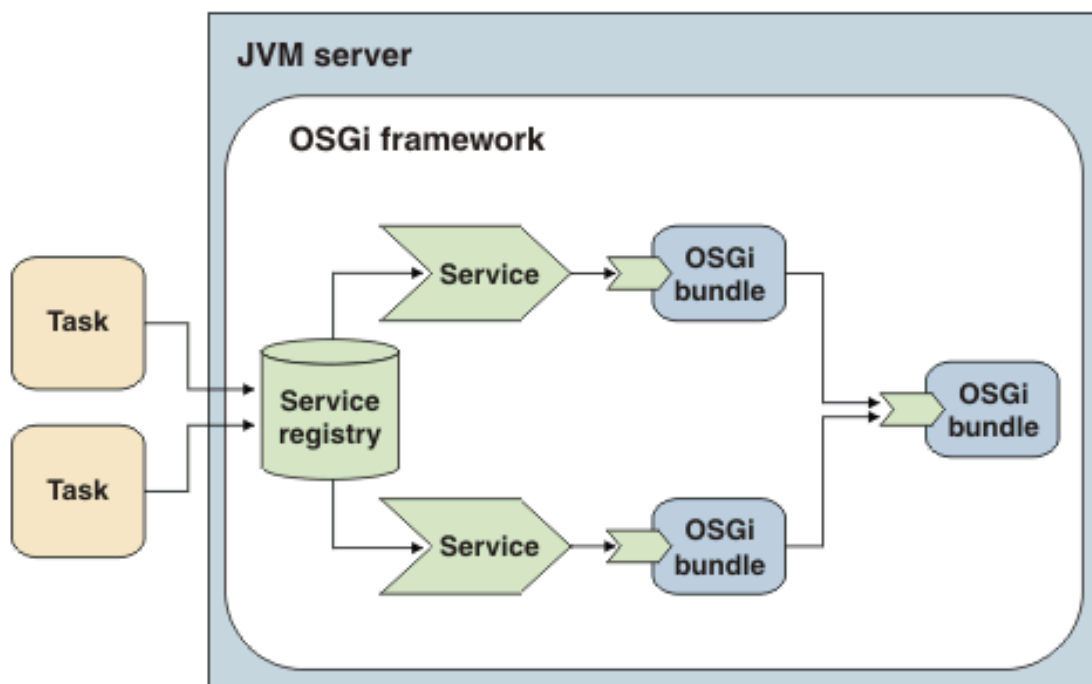 JVM server
OSGi framework
Task
Task
Service
registry
Service
OSGi
bundle
Service
OSGi
bundle
OSGi
bundle